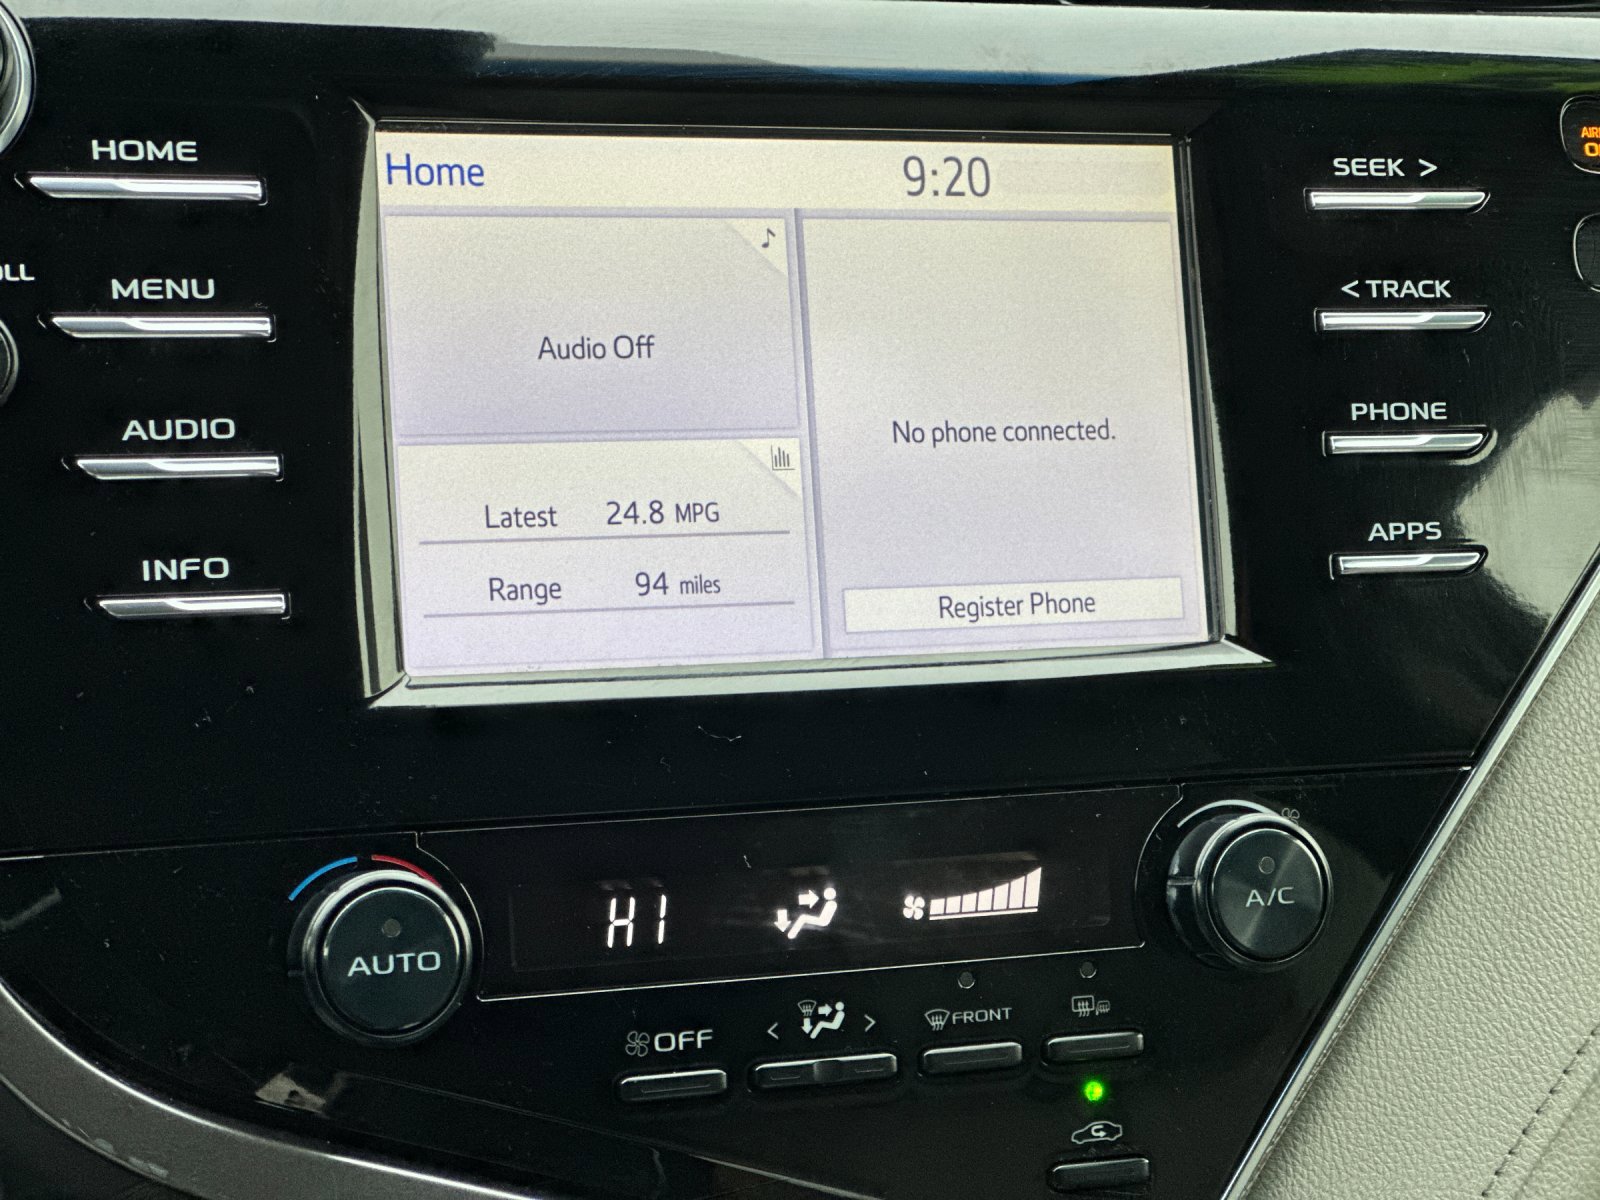 HOME
MENU
AUDIO
INFO
Home 9:20
Audio Off
Latest 24.8 MPG
Range 94 miles
No phone connected.
Register Phone
SEEK >
< TRACK
PHONE
APPS
AUTO
HI
A/C
OFF
< >
FRONT